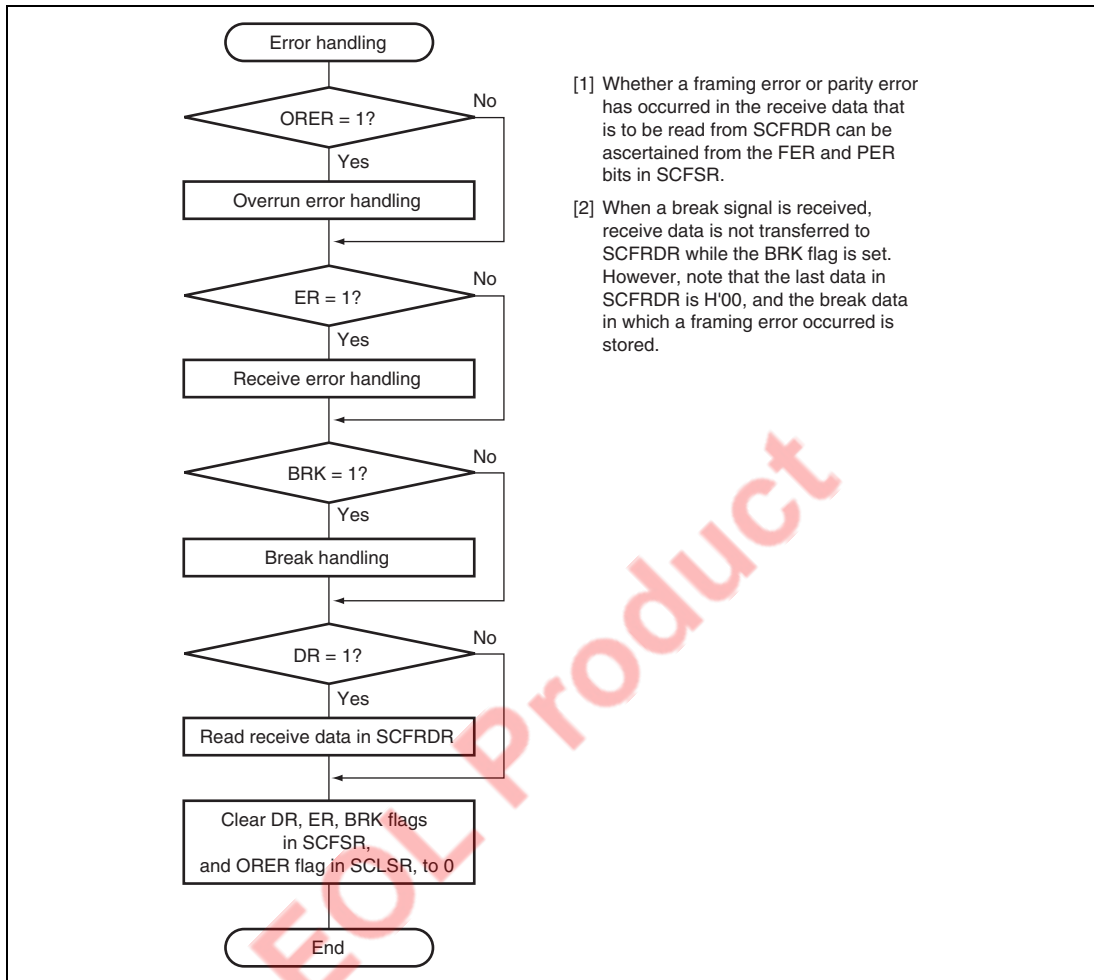 Error handling
ORER = 1?
No
Yes
Overrun error handling
ER = 1?
No
Yes
Receive error handling
BRK = 1?
No
Yes
Break handling
DR = 1?
No
Yes
Read receive data in SCFRDR
Clear DR, ER, BRK flags
in SCFSR,
and ORER flag in SCLSR, to 0
End
[1] Whether a framing error or parity error
has occurred in the receive data that
is to be read from SCFRDR can be
ascertained from the FER and PER
bits in SCFSR.
[2] When a break signal is received,
receive data is not transferred to
SCFRDR while the BRK flag is set.
However, note that the last data in
SCFRDR is H'00, and the break data
in which a framing error occurred is
stored.
EOL Product